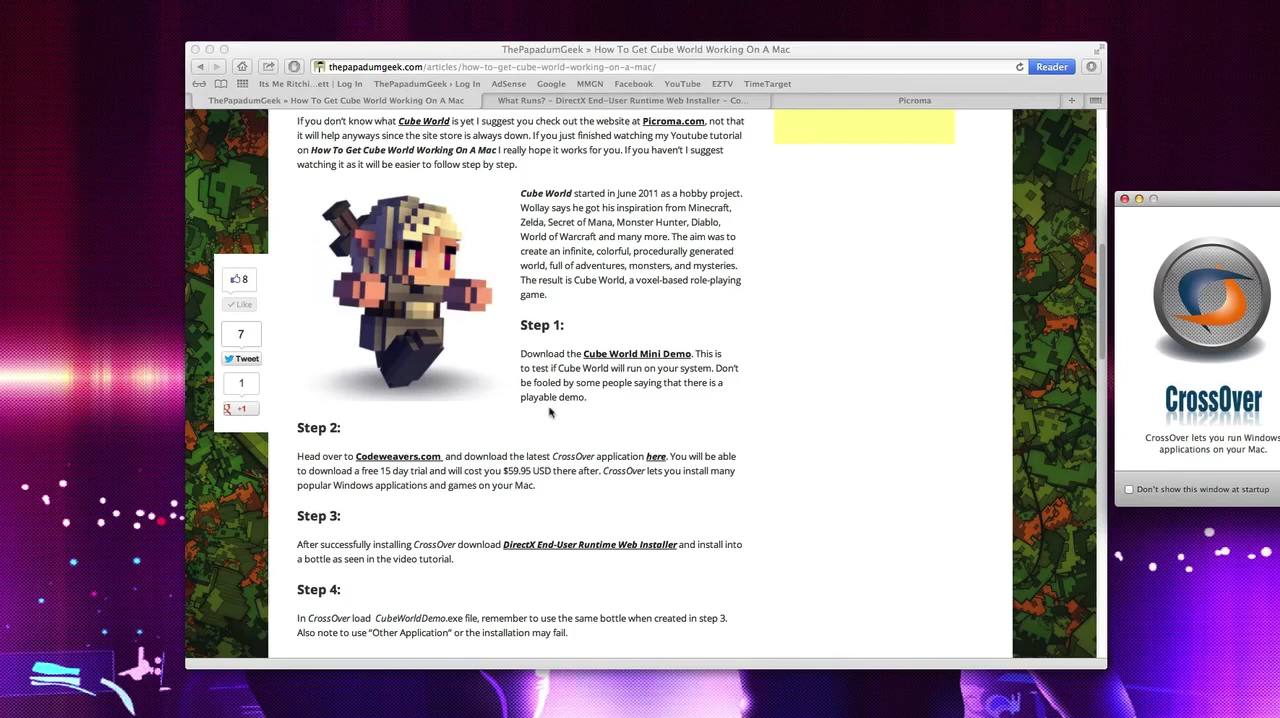 ThePapadumGeek » How To Get Cube World Working On A Mac
thepapadumgeek.com/articles/how-to-get-cube-world-working-on-a-mac/
Reader
Its Me Ritchi...ett | Log In
ThePapadumGeek › Log In
AdSense
Google
MMGN
Facebook
YouTube
EZTV
TimeTarget
ThePapadumGeek » How To Get Cube World Working On A Mac
What Runs? – DirectX End-User Runtime Web Installer – Co...
Picroma
If you don't know what Cube World is yet I suggest you check out the website at Picroma.com, not that
it will help anyways since the site store is always down. If you just finished watching my Youtube tutorial
on How To Get Cube World Working On A Mac I really hope it works for you. If you haven't I suggest
watching it as it will be easier to follow step by step.
Cube World started in June 2011 as a hobby project.
Wollay says he got his inspiration from Minecraft,
Zelda, Secret of Mana, Monster Hunter, Diablo,
World of Warcraft and many more. The aim was to
create an infinite, colorful, procedurally generated
world, full of adventures, monsters, and mysteries.
The result is Cube World, a voxel-based role-playing
game.
8
Like
7
Tweet
1
+1
Step 1:
Download the Cube World Mini Demo. This is
to test if Cube World will run on your system. Don't
be fooled by some people saying that there is a
playable demo.
Step 2:
Head over to Codeweavers.com and download the latest CrossOver application here. You will be able
to download a free 15 day trial and will cost you $59.95 USD there after. CrossOver lets you install many
popular Windows applications and games on your Mac.
Step 3:
After successfully installing CrossOver download DirectX End-User Runtime Web Installer and install into
a bottle as seen in the video tutorial.
Step 4:
In CrossOver load CubeWorldDemo.exe file, remember to use the same bottle when created in step 3.
Also note to use “Other Application” or the installation may fail.
CrossOver
CrossOver lets you run Windows
applications on your Mac.
Don't show this window at startup